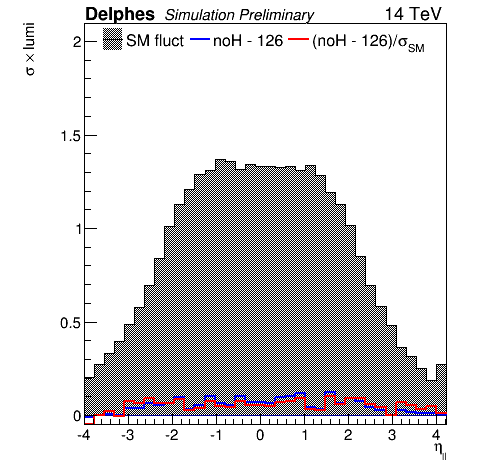 Delphes Simulation Preliminary 14 TeV
σ × lumi
SM fluct noH - 126 (noH - 126)/σSM
2
1.5
1
0.5
0
-4 -3 -2 -1 0 1 2 3 4
ηll